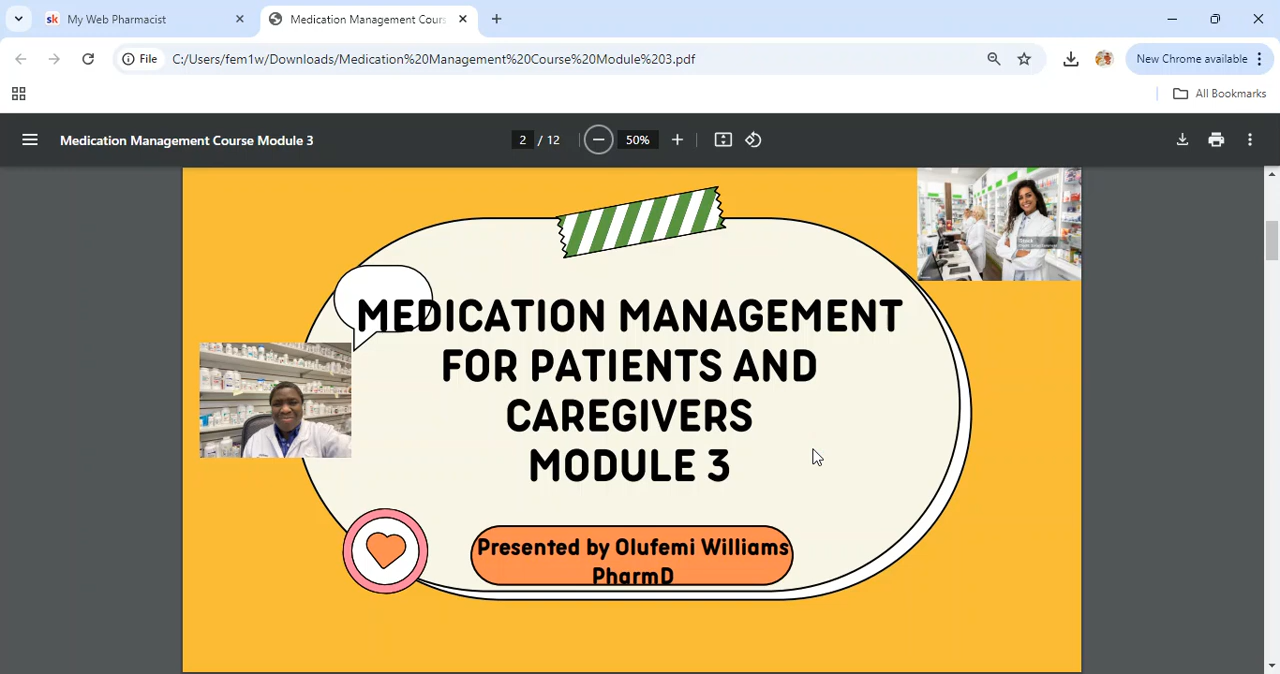 My Web Pharmacist
Medication Management Cours
File
C:/Users/fem1w/Downloads/Medication%20Management%20Course%20Module%203.pdf
New Chrome available
All Bookmarks
Medication Management Course Module 3
2 / 12
50%
MEDICATION MANAGEMENT
FOR PATIENTS AND
CAREGIVERS
MODULE 3
Presented by Olufemi Williams
PharmD